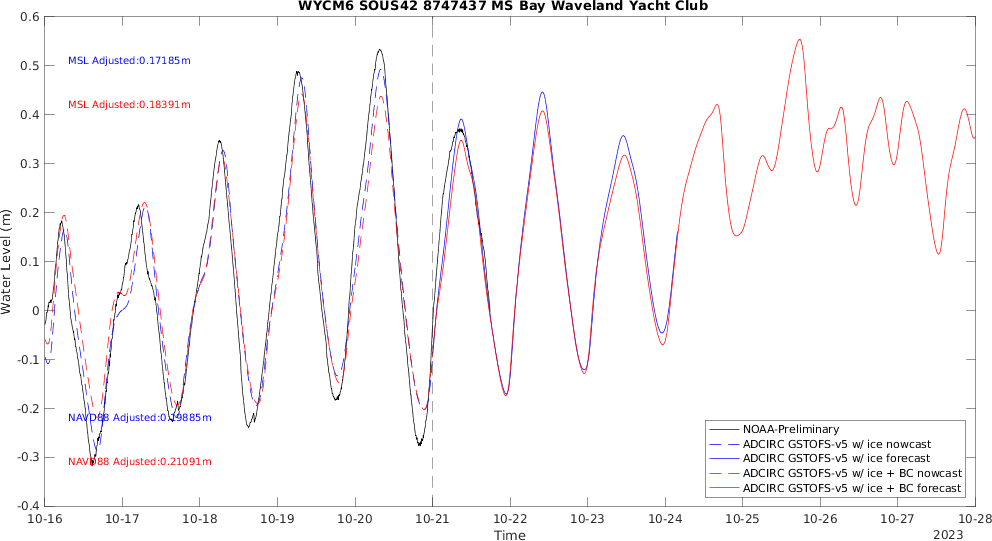 WYCM6 SOUS42 8747437 MS Bay Waveland Yacht Club
0.6
0.5
0.4
0.3
0.2
0.1
0
-0.1
-0.2
-0.3
-0.4
Water Level (m)
MSL Adjusted:0.17185m
MSL Adjusted:0.18391m
NAVD88 Adjusted:0.19885m
NAVD88 Adjusted:0.21091m
NOAA-Preliminary
ADCIRC GSTOFS-v5 w/ ice nowcast
ADCIRC GSTOFS-v5 w/ ice forecast
ADCIRC GSTOFS-v5 w/ ice + BC nowcast
ADCIRC GSTOFS-v5 w/ ice + BC forecast
10-16 10-17 10-18 10-19 10-20 10-21 10-22 10-23 10-24 10-25 10-26 10-27 10-28
Time
2023